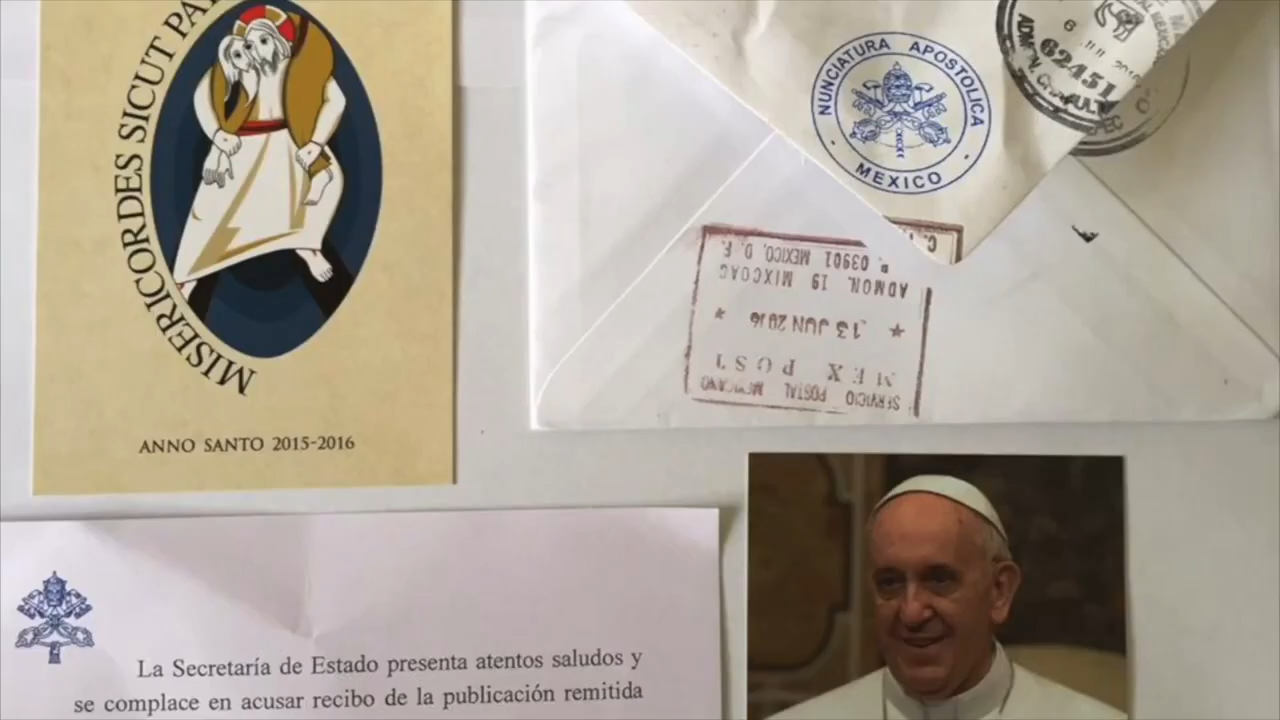 MISERICORDES SICUT PA
ANNO SANTO 2015-2016
NUNCIATURA APOSTOLICA
MEXICO
6
62451
SERVICIO POSTAL MEXICANO
MEX POST
★ 13 JUN 2016 ★
ADMON. 19 MIXCOAC
03901 MEXICO, D. F.
La Secretaría de Estado presenta atentos saludos y
se complace en acusar recibo de la publicación remitida